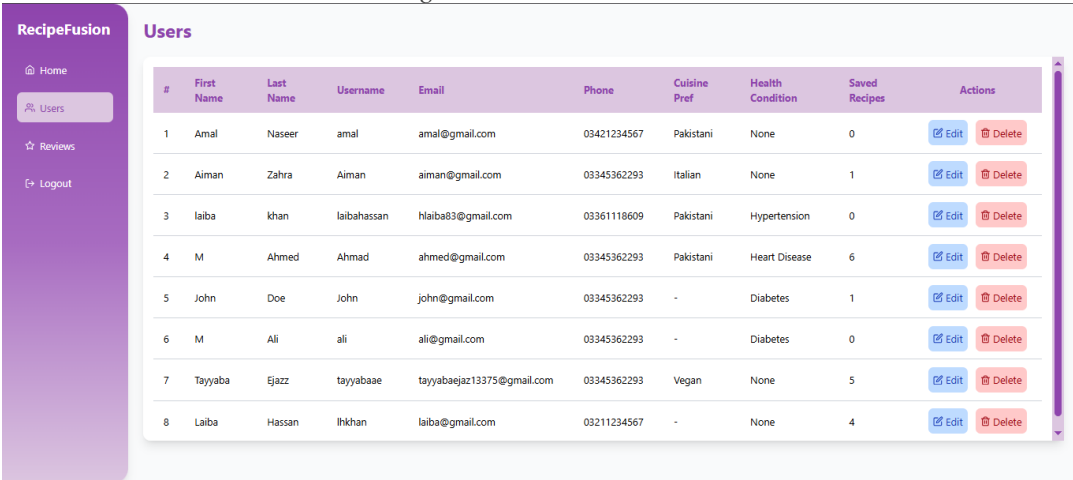 RecipeFusion
Home
Users
Reviews
Logout
Users
# First Name Last Name Username Email Phone Cuisine Pref Health Condition Saved Recipes Actions
1 Amal Naseer amal amal@gmail.com 03421234567 Pakistani None 0 Edit Delete
2 Aiman Zahra Aiman aiman@gmail.com 03345362293 Italian None 1 Edit Delete
3 laiba khan laibahassan hlaiba83@gmail.com 03361118609 Pakistani Hypertension 0 Edit Delete
4 M Ahmed Ahmad ahmed@gmail.com 03345362293 Pakistani Heart Disease 6 Edit Delete
5 John Doe John john@gmail.com 03345362293 - Diabetes 1 Edit Delete
6 M Ali ali ali@gmail.com 03345362293 - Diabetes 0 Edit Delete
7 Tayyaba Ejazz tayyabaae tayyabaejaz13375@gmail.com 03345362293 Vegan None 5 Edit Delete
8 Laiba Hassan lhkhan laiba@gmail.com 03211234567 - None 4 Edit Delete